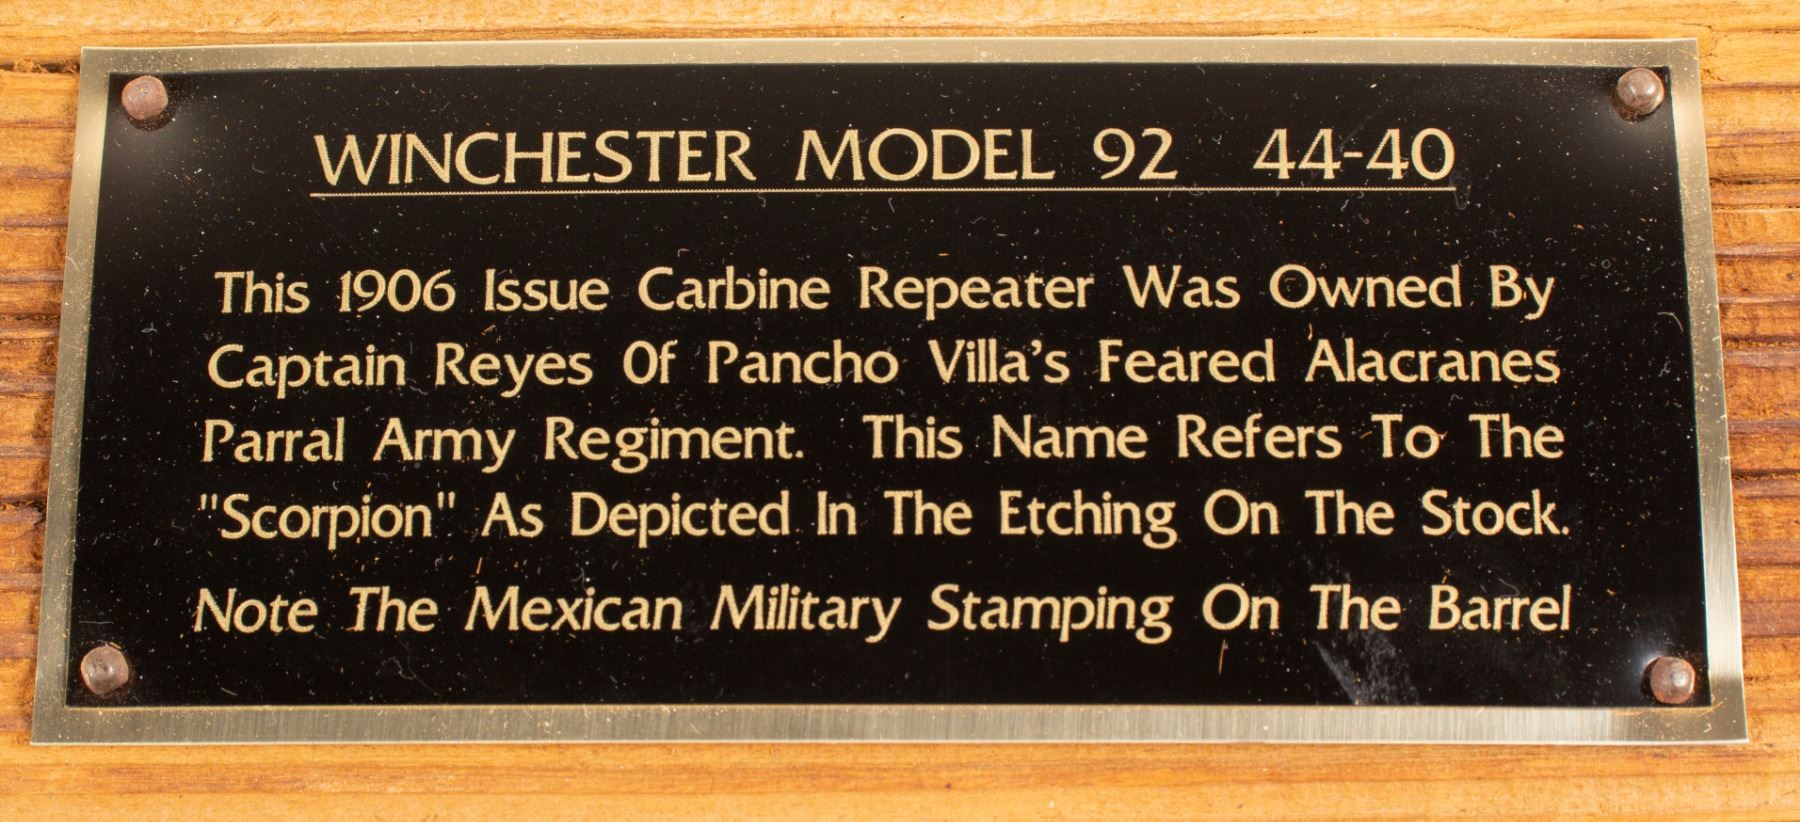 WINCHESTER MODEL 92 44-40
This 1906 Issue Carbine Repeater Was Owned By
Captain Reyes Of Pancho Villa's Feared Alacranes
Parral Army Regiment. This Name Refers To The
"Scorpion" As Depicted In The Etching On The Stock.
Note The Mexican Military Stamping On The Barrel